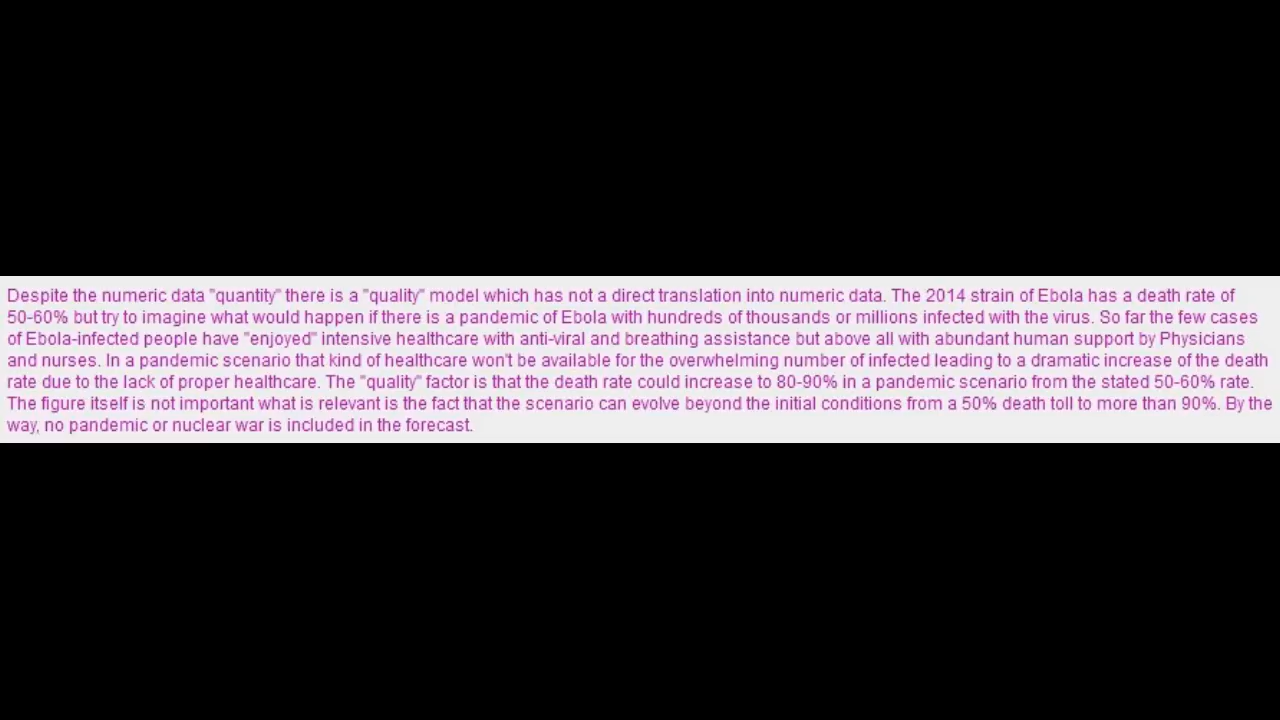 Despite the numeric data "quantity" there is a "quality" model which has not a direct translation into numeric data. The 2014 strain of Ebola has a death rate of
50-60% but try to imagine what would happen if there is a pandemic of Ebola with hundreds of thousands or millions infected with the virus. So far the few cases
of Ebola-infected people have "enjoyed" intensive healthcare with anti-viral and breathing assistance but above all with abundant human support by Physicians
and nurses. In a pandemic scenario that kind of healthcare won't be available for the overwhelming number of infected leading to a dramatic increase of the death
rate due to the lack of proper healthcare. The "quality" factor is that the death rate could increase to 80-90% in a pandemic scenario from the stated 50-60% rate.
The figure itself is not important what is relevant is the fact that the scenario can evolve beyond the initial conditions from a 50% death toll to more than 90%. By the
way, no pandemic or nuclear war is included in the forecast.